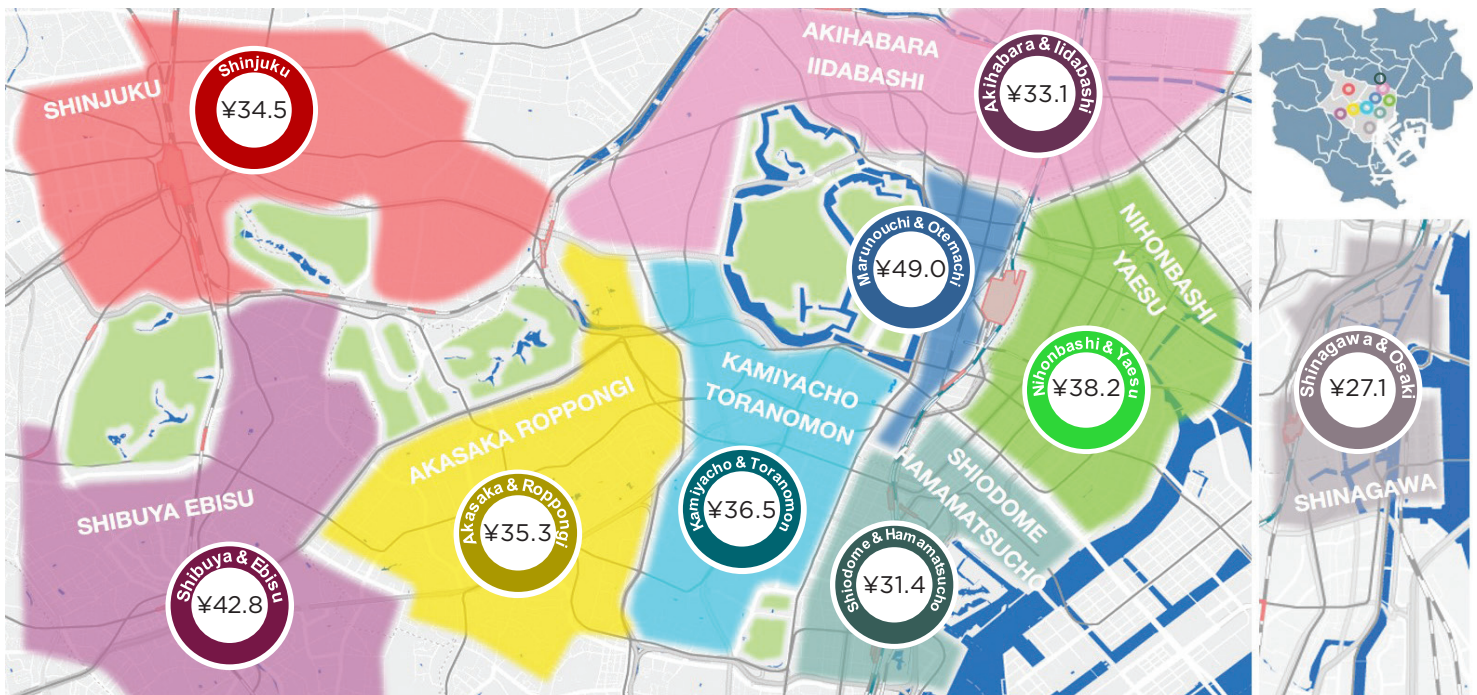 SHINJUKU
Shinjuku
¥34.5
AKIHABARA
IIDABASHI
Akihabara & Iidabashi
¥33.1
Marunouchi & Otemachi
¥49.0
NIHONBASHI
YAESU
Nihonbashi & Yaesu
¥38.2
KAMIYACHO
TORANOMON
Kamiyacho & Toranomon
¥36.5
AKASAKA ROPPONGI
Akasaka & Roppongi
¥35.3
SHIBUYA EBISU
Shibuya & Ebisu
¥42.8
SHIODOME
HAMAMATSUCHO
Shiodome & Hamamatsucho
¥31.4
Shinagawa & Osaki
¥27.1
SHINAGAWA